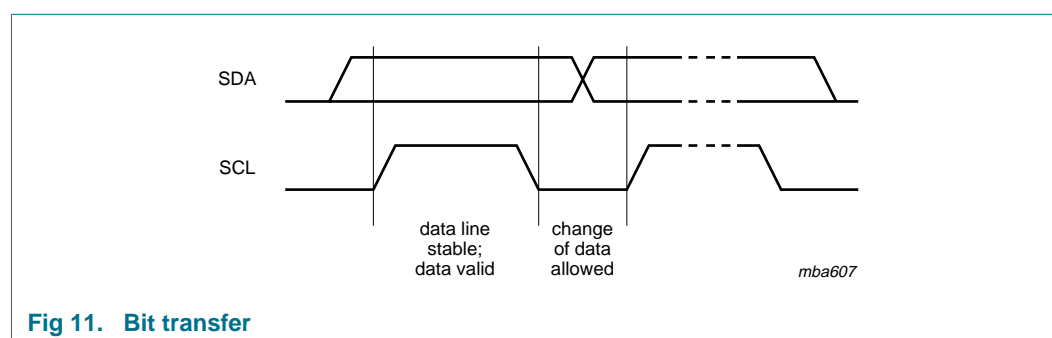 SDA
SCL
data line
stable;
data valid
change
of data
allowed
mba607
Fig 11. Bit transfer